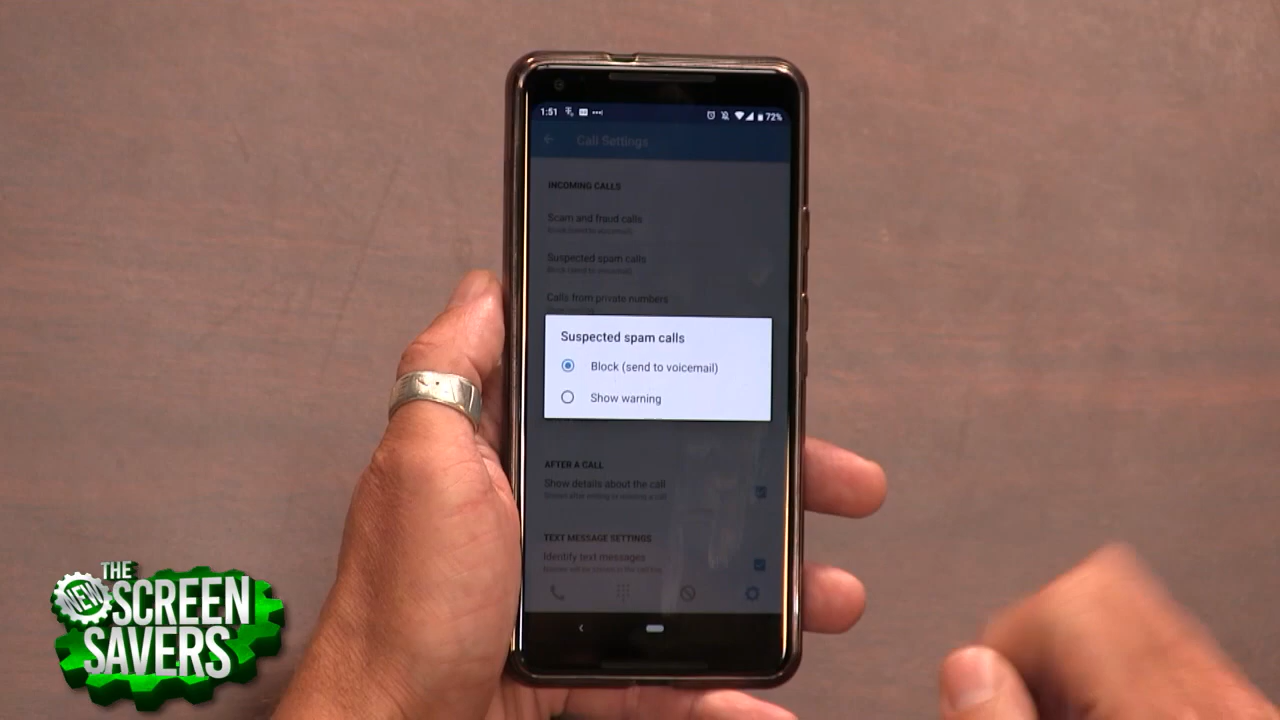 1:51
72%
Call Settings
INCOMING CALLS
Scam and fraud calls
Block (send to voicemail)
Suspected spam calls
Block (send to voicemail)
Calls from private numbers
Suspected spam calls
Block (send to voicemail)
Show warning
AFTER A CALL
Show details about the call
TEXT MESSAGE SETTINGS
Identify text messages
THE
NEW
SCREEN
SAVERS